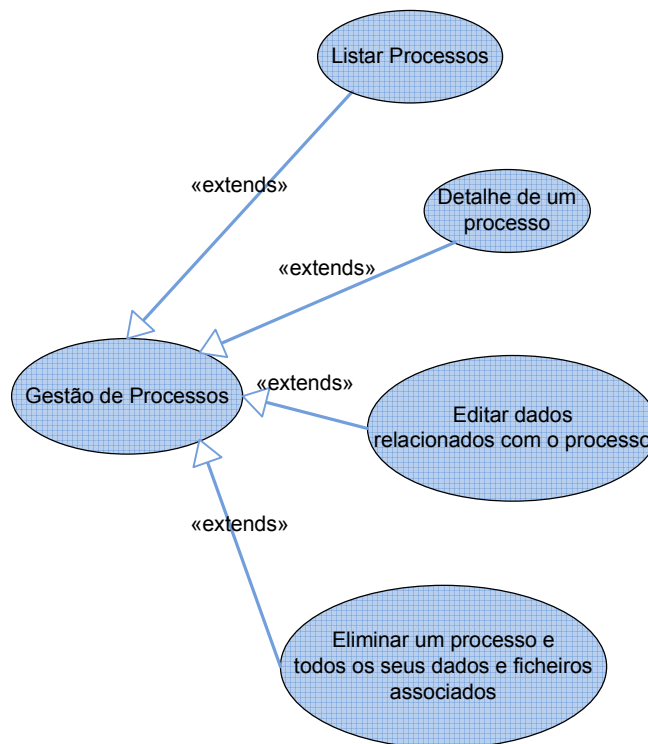 Listar Processos
«extends»
Detalhe de um
processo
«extends»
Gestão de Processos
«extends»
Editar dados
relacionados com o processo
«extends»
Eliminar um processo e
todos os seus dados e ficheiros
associados